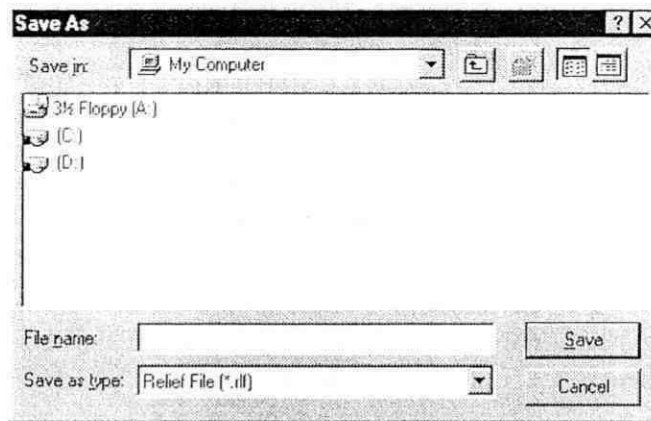 Save As
Save in: My Computer
3½ Floppy (A:)
(C:)
(D:)
File name:
Save
Save as type: Relief File (*.rlf)
Cancel